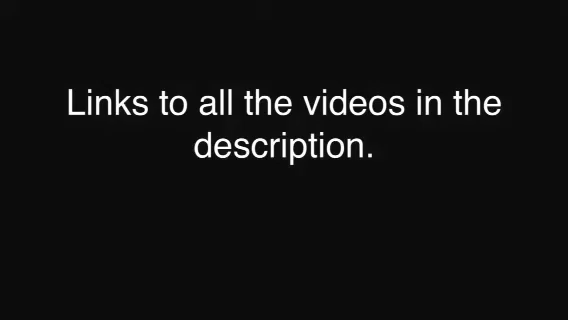 Links to all the videos in the
description.